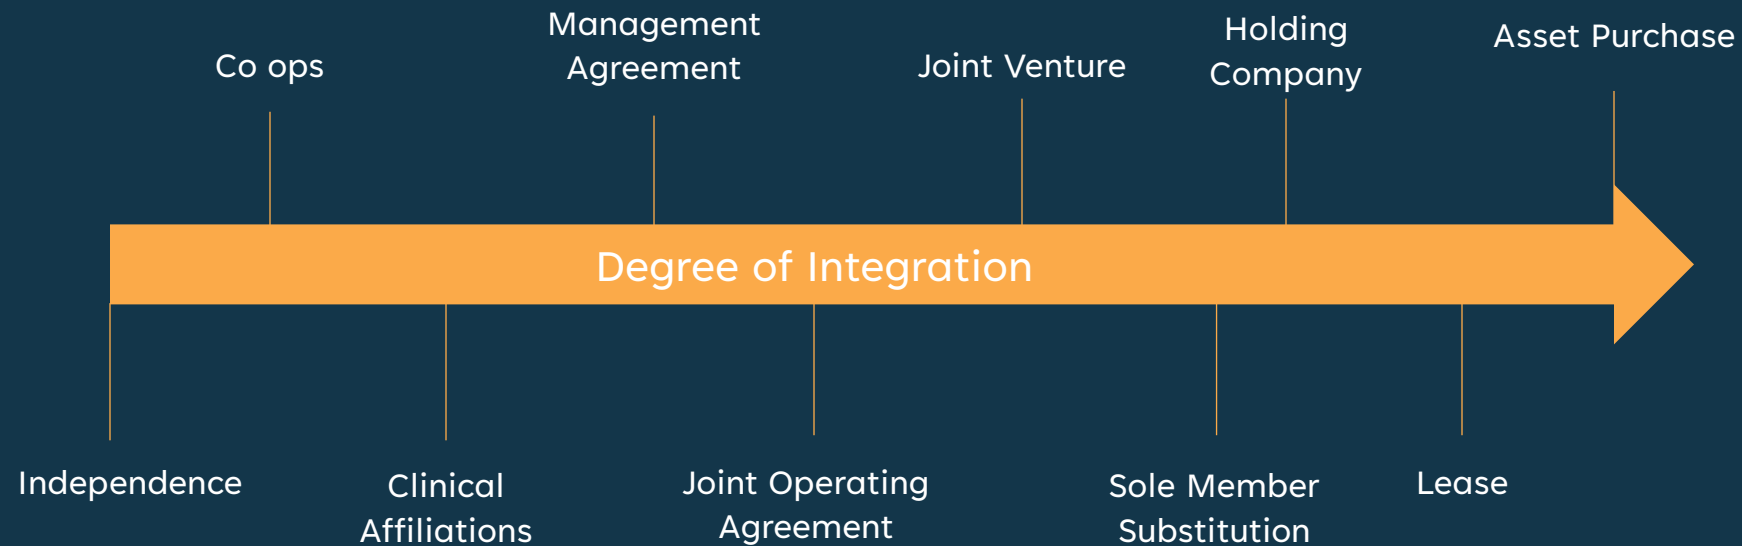 Management
Agreement
Co ops
Joint Venture
Holding
Company
Asset Purchase
Degree of Integration
Independence
Clinical
Affiliations
Joint Operating
Agreement
Sole Member
Substitution
Lease